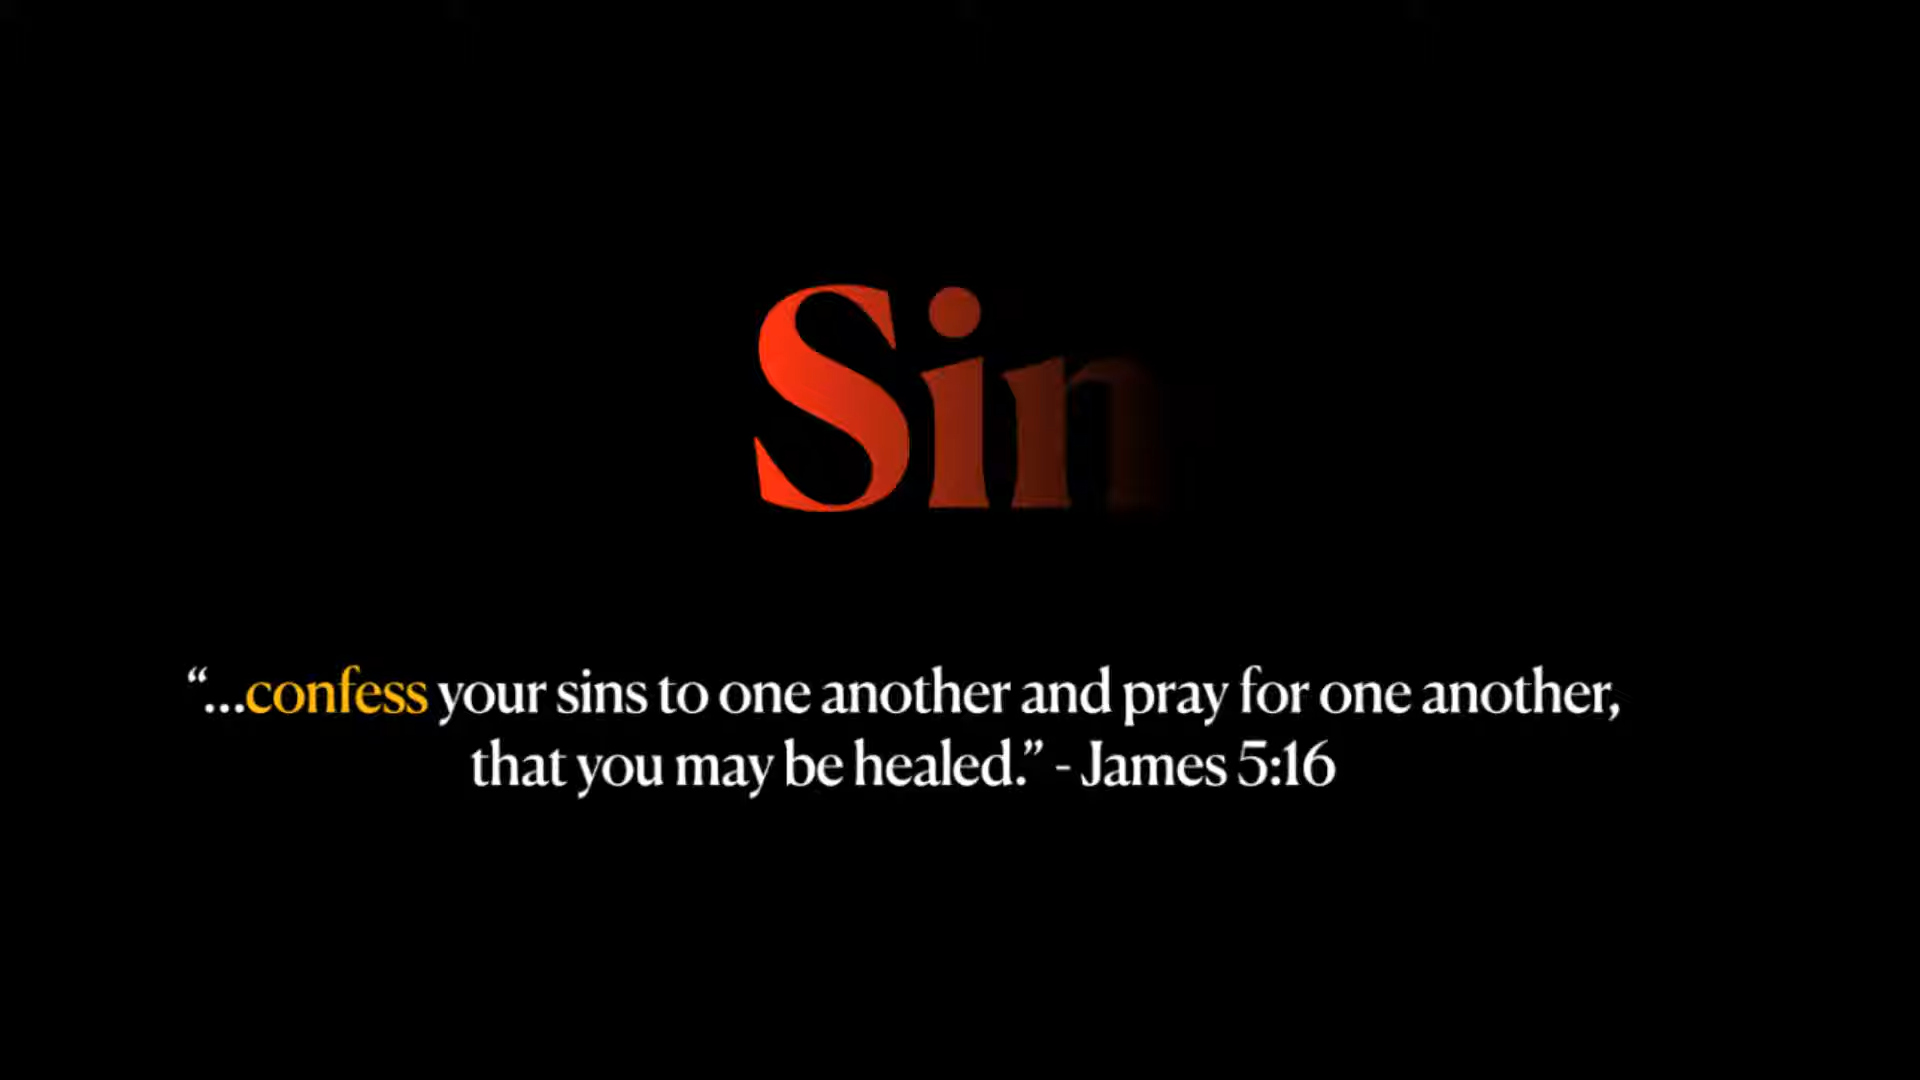 Sin
“...confess your sins to one another and pray for one another,
that you may be healed.” - James 5:16